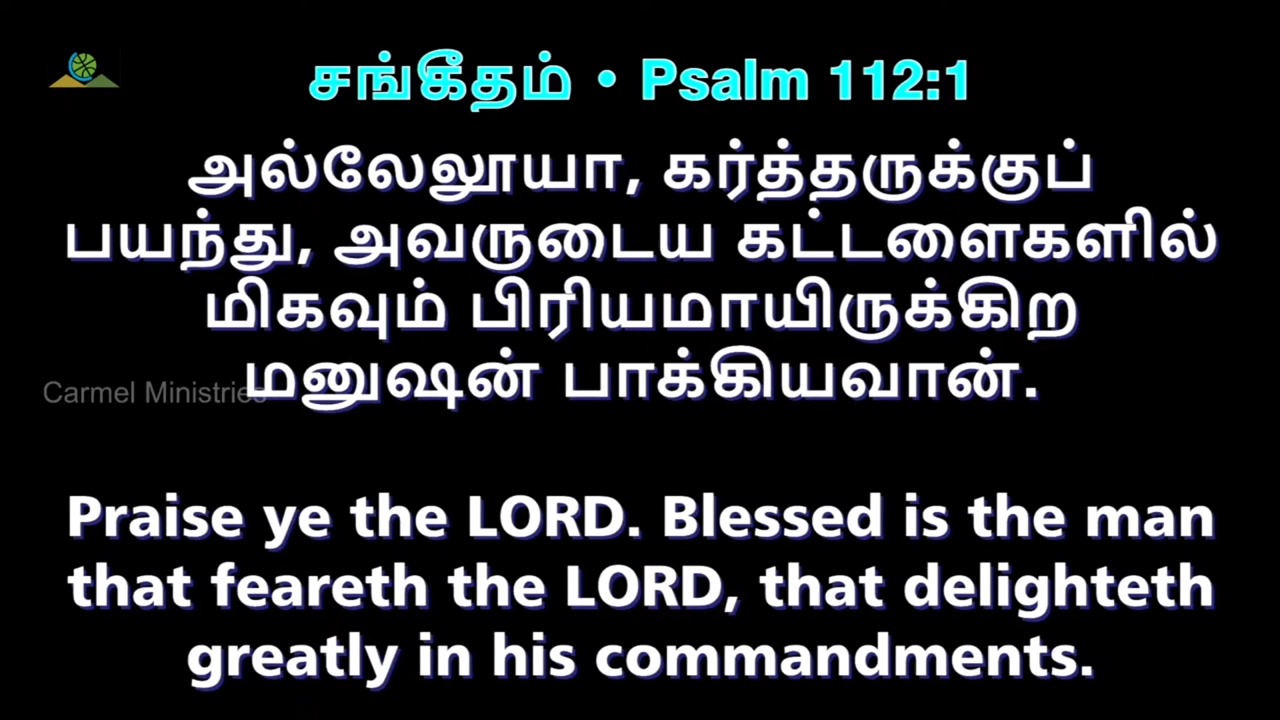 சங்கீதம் • Psalm 112:1
அல்லேலூயா, கர்த்தருக்குப்
பயந்து, அவருடைய கட்டளைகளில்
மிகவும் பிரியமாயிருக்கிற
மனுஷன் பாக்கியவான்.
Carmel Ministries
Praise ye the LORD. Blessed is the man
that feareth the LORD, that delighteth
greatly in his commandments.